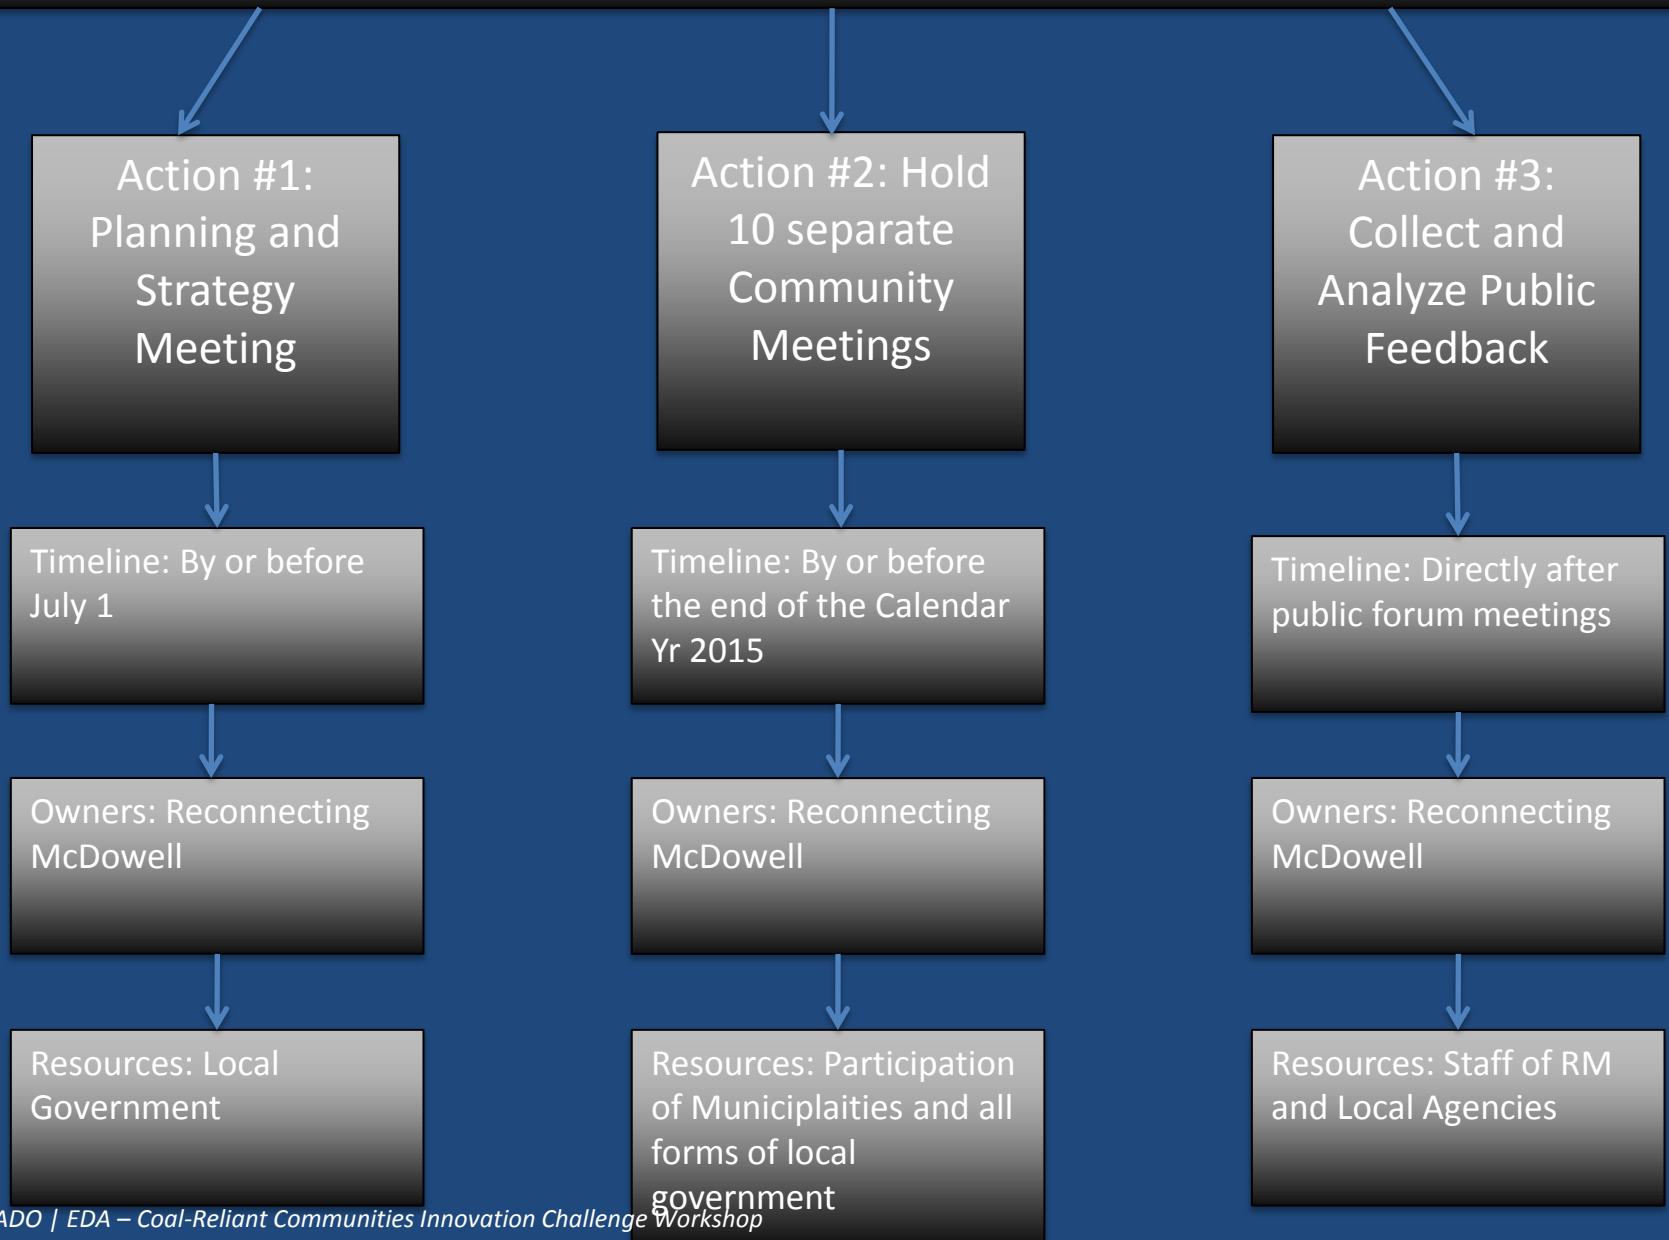 Action #1:
Planning and
Strategy
Meeting
Timeline: By or before
July 1
Owners: Reconnecting
McDowell
Resources: Local
Government
Action #2: Hold
10 separate
Community
Meetings
Timeline: By or before
the end of the Calendar
Yr 2015
Owners: Reconnecting
McDowell
Resources: Participation
of Municiplaities and all
forms of local
government
Action #3:
Collect and
Analyze Public
Feedback
Timeline: Directly after
public forum meetings
Owners: Reconnecting
McDowell
Resources: Staff of RM
and Local Agencies
ADO | EDA – Coal-Reliant Communities Innovation Challenge Workshop